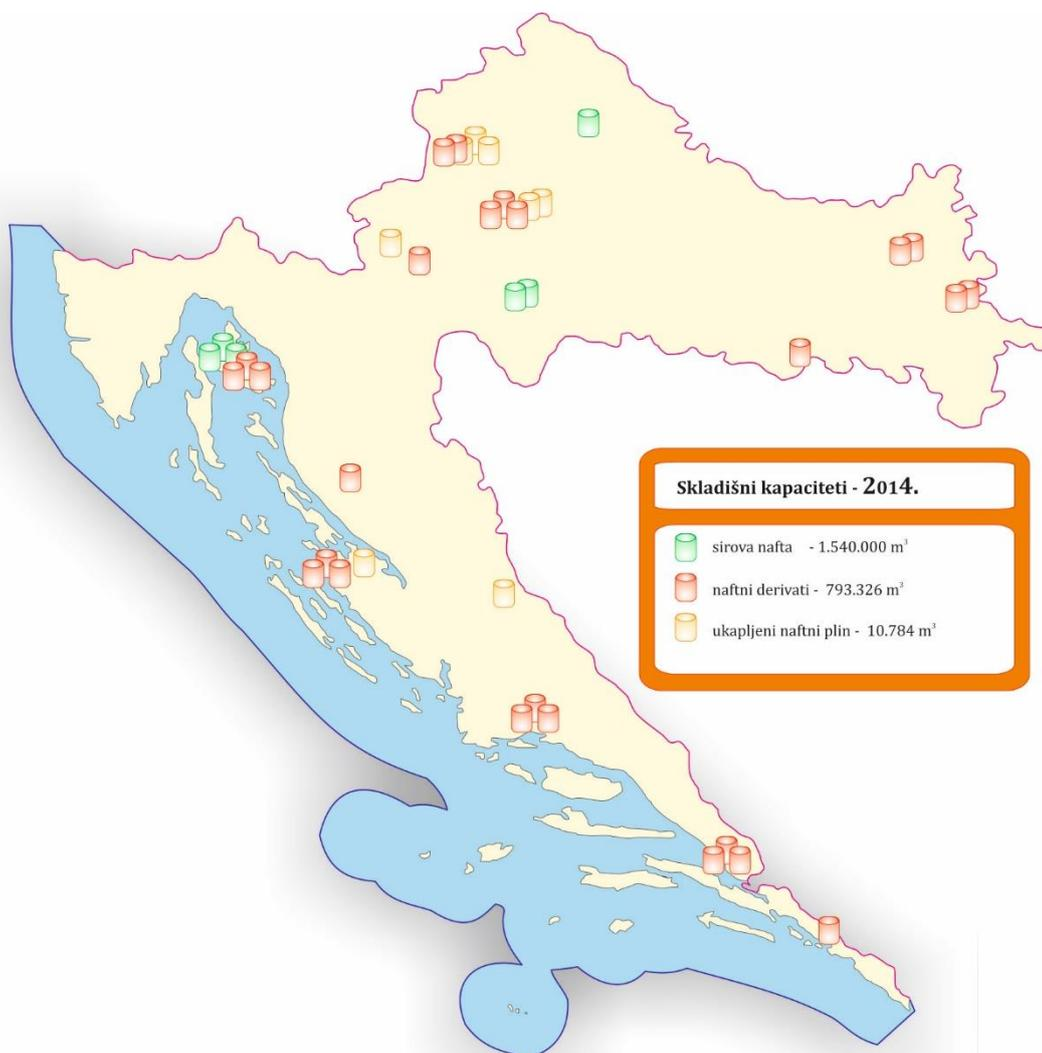 Skladišni kapaciteti - 2014.
sirova nafta - 1.540.000 m³
naftni derivati - 793.326 m³
ukapljeni naftni plin - 10.784 m³